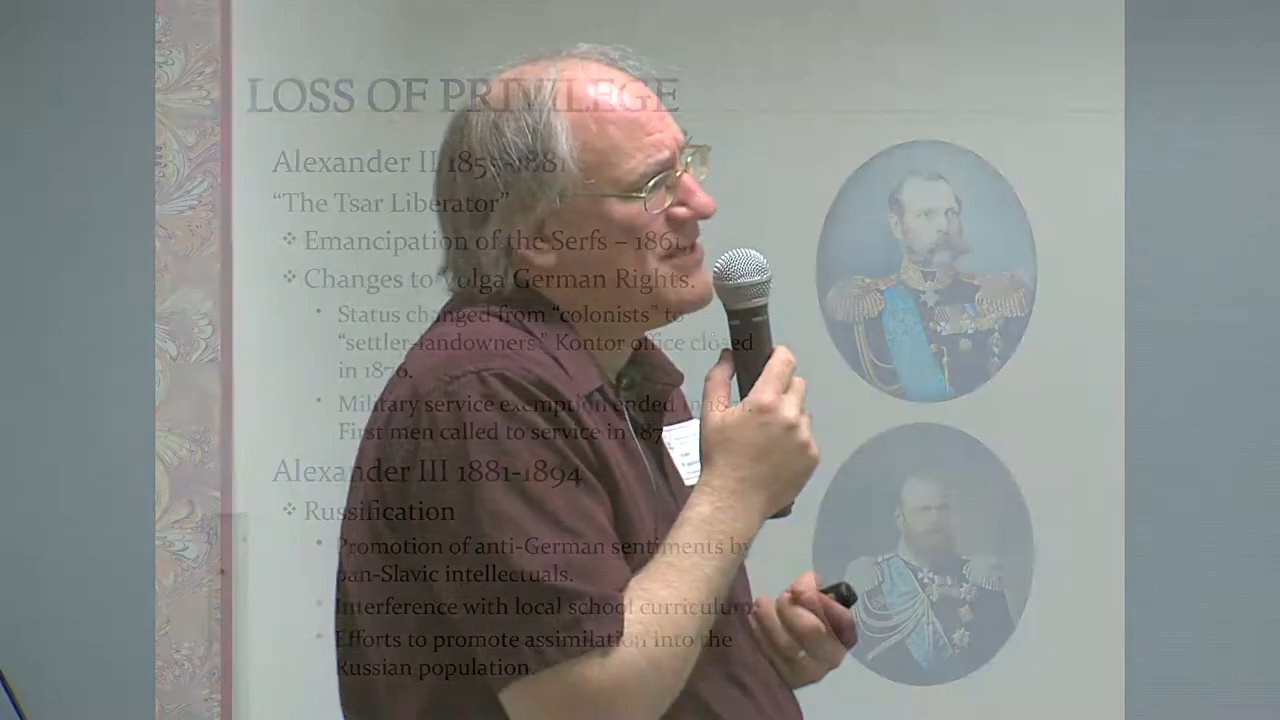 LOSS OF PRIVILEGE
Alexander II 1855-1881
“The Tsar Liberator”
❖ Emancipation of the Serfs – 1861.
❖ Changes to Volga German Rights.
• Status changed from “colonists” to
“settler-landowners” Kontor office closed
in 1876.
• Military service exemption ended in
First men called to service in
Alexander III 1881-1894
❖ Russification
• Promotion of anti-German sentiments by
pan-Slavic intellectuals.
• Interference with local school curriculum.
• Efforts to promote assimilation into the
Russian population.